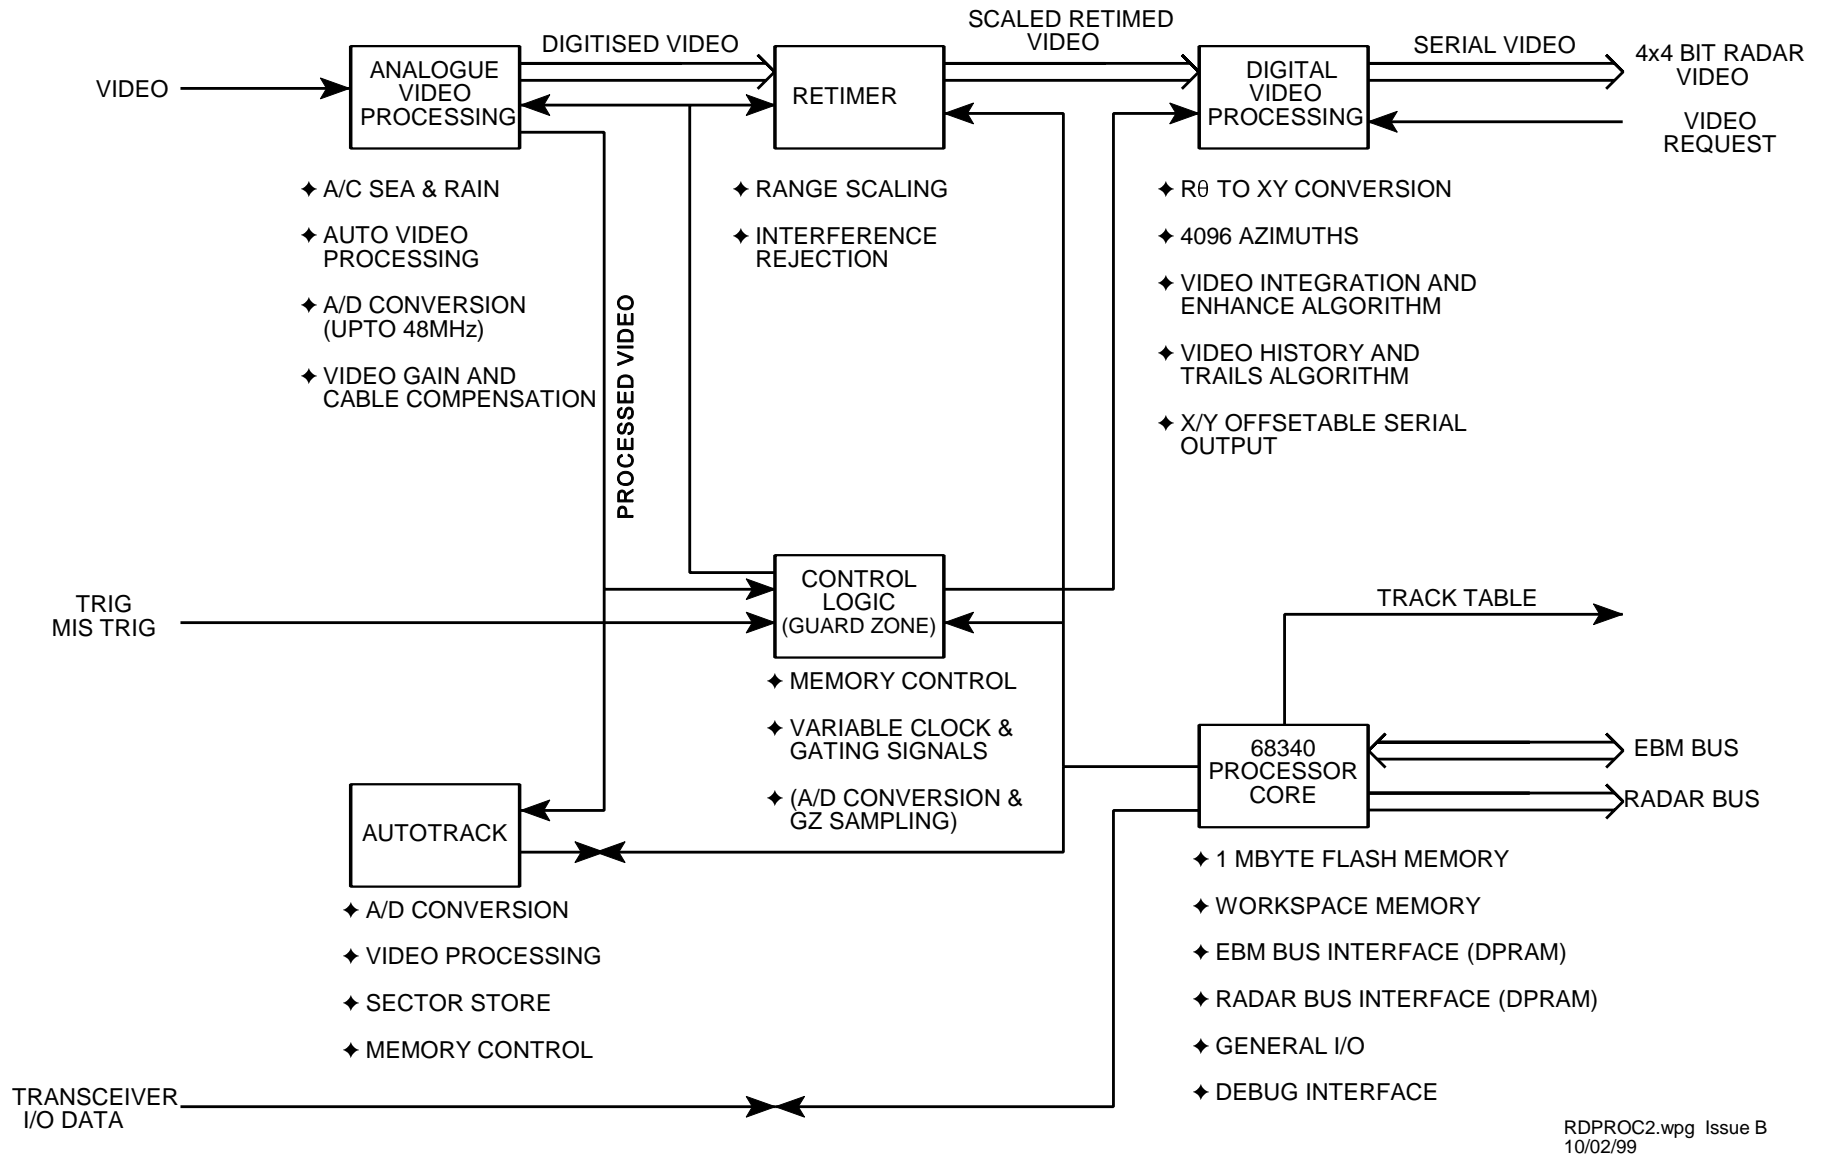 SCALED RETIMED
VIDEO
DIGITISED VIDEO
SERIAL VIDEO
VIDEO
ANALOGUE
VIDEO
PROCESSING
RETIMER
DIGITAL
VIDEO
PROCESSING
4x4 BIT RADAR
VIDEO
VIDEO
REQUEST
✦ A/C SEA & RAIN
✦ AUTO VIDEO
PROCESSING
✦ A/D CONVERSION
(UPTO 48MHz)
✦ VIDEO GAIN AND
CABLE COMPENSATION
✦ RANGE SCALING
✦ INTERFERENCE
REJECTION
✦ Rθ TO XY CONVERSION
✦ 4096 AZIMUTHS
✦ VIDEO INTEGRATION AND
ENHANCE ALGORITHM
✦ VIDEO HISTORY AND
TRAILS ALGORITHM
✦ X/Y OFFSETABLE SERIAL
OUTPUT
PROCESSED VIDEO
TRIG
MIS TRIG
CONTROL
LOGIC
(GUARD ZONE)
✦ MEMORY CONTROL
✦ VARIABLE CLOCK &
GATING SIGNALS
✦ (A/D CONVERSION &
GZ SAMPLING)
TRACK TABLE
68340
PROCESSOR
CORE
EBM BUS
RADAR BUS
✦ 1 MBYTE FLASH MEMORY
✦ WORKSPACE MEMORY
✦ EBM BUS INTERFACE (DPRAM)
✦ RADAR BUS INTERFACE (DPRAM)
✦ GENERAL I/O
✦ DEBUG INTERFACE
AUTOTRACK
✦ A/D CONVERSION
✦ VIDEO PROCESSING
✦ SECTOR STORE
✦ MEMORY CONTROL
TRANSCEIVER
I/O DATA
RDPROC2.wpg Issue B
10/02/99